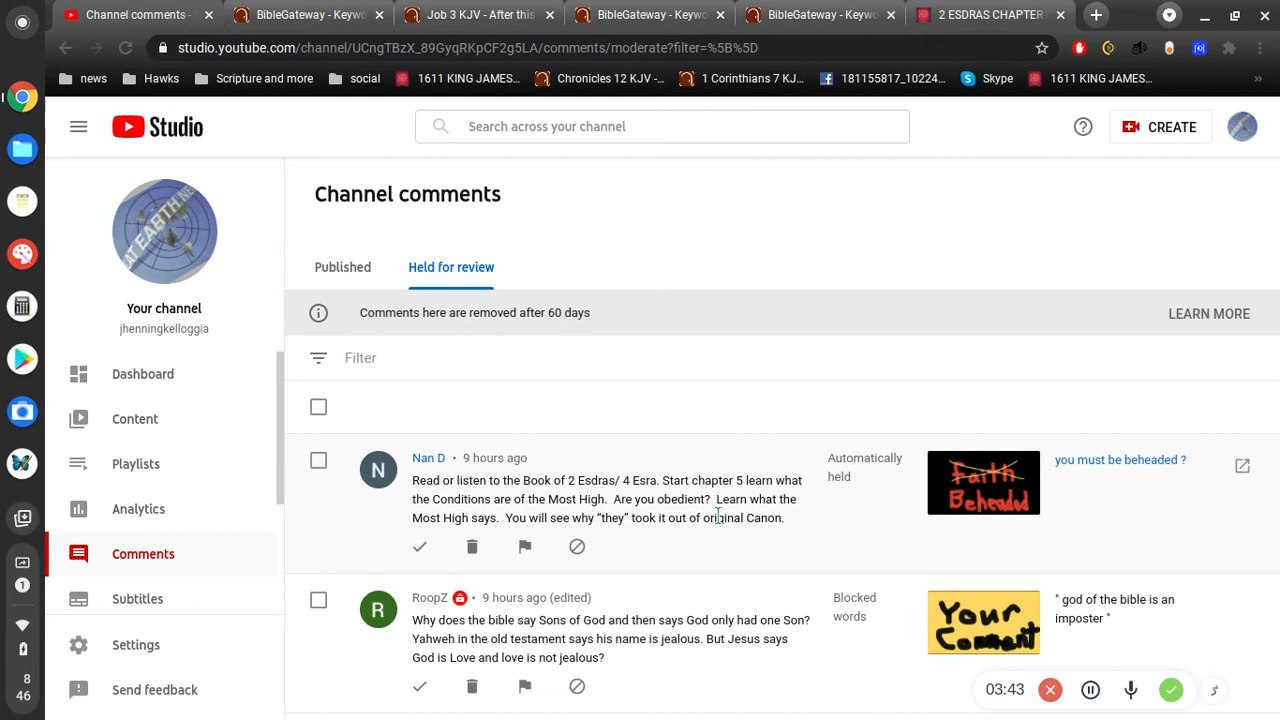 Channel comments -
BibleGateway - Keywo
Job 3 KJV - After this
BibleGateway - Keywo
BibleGateway - Keywo
2 ESDRAS CHAPTER
studio.youtube.com/channel/UCngTBzX_89GyqRKpCF2g5LA/comments/moderate?filter=%5B%5D
news
Hawks
Scripture and more
social
1611 KING JAMES...
Chronicles 12 KJV -...
1 Corinthians 7 KJ...
181155817_10224...
Skype
1611 KING JAMES...
Studio
Search across your channel
CREATE
AT EARTH.NE
Your channel
jhenningkelloggia
Dashboard
Content
Playlists
Analytics
Comments
Subtitles
Settings
Send feedback
Channel comments
Published
Held for review
Comments here are removed after 60 days
LEARN MORE
Filter
N
Nan D • 9 hours ago
Read or listen to the Book of 2 Esdras/ 4 Esra. Start chapter 5 learn what
the Conditions are of the Most High. Are you obedient? Learn what the
Most High says. You will see why “they” took it out of original Canon.
Automatically
held
Faith
Beheaded
you must be beheaded ?
R
RoopZ • 9 hours ago (edited)
Why does the bible say Sons of God and then says God only had one Son?
Yahweh in the old testament says his name is jealous. But Jesus says
God is Love and love is not jealous?
Blocked
words
Your
Comment
" god of the bible is an
imposter "
03:43
1
8
46